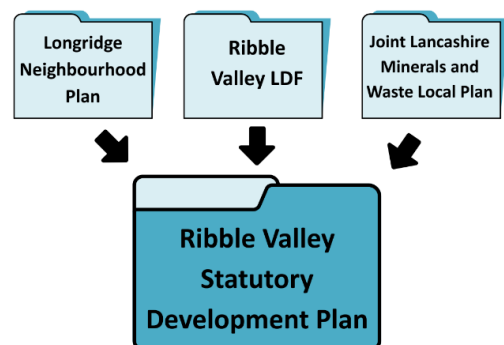 Longridge
Neighbourhood
Plan
Ribble
Valley LDF
Joint Lancashire
Minerals and
Waste Local Plan
Ribble Valley
Statutory
Development Plan